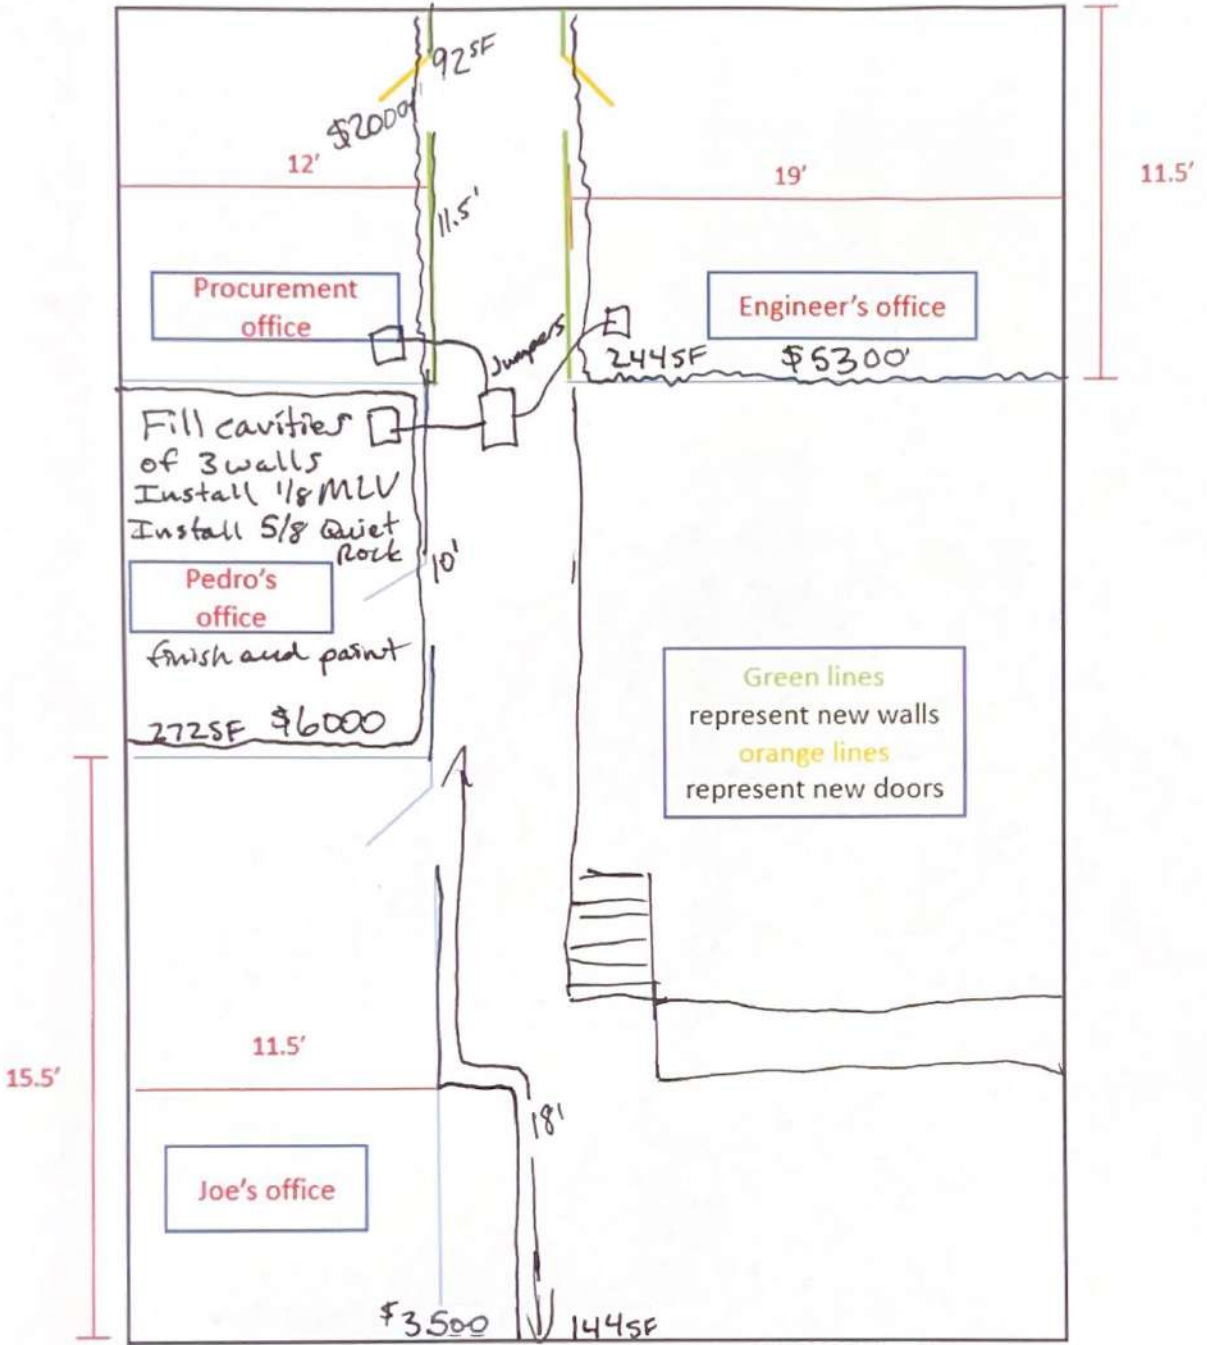 92SF
$2000
12'
19'
11.5'
11.5'
Procurement
office
Jumpers
Engineer's office
244SF $5300'
Fill cavities
of 3 walls
Install 1/8 MLV
Install 5/8 Quiet
Rock
10'
Pedro's
office
finish and paint
272SF $6000
Green lines
represent new walls
orange lines
represent new doors
11.5'
15.5'
18'
Joe's office
$3500
144SF